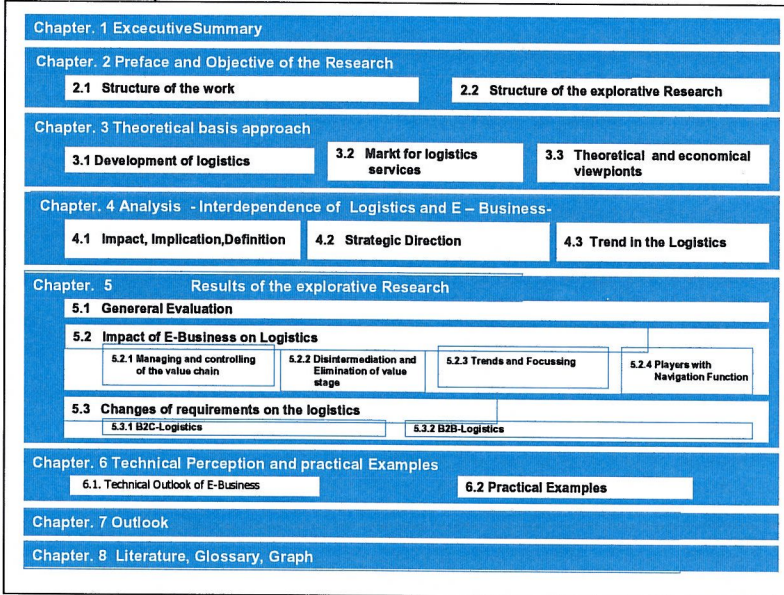 Chapter. 1 ExcecutiveSummary
Chapter. 2 Preface and Objective of the Research
2.1 Structure of the work
2.2 Structure of the explorative Research
Chapter. 3 Theoretical basis approach
3.1 Development of logistics
3.2 Markt for logistics
services
3.3 Theoretical and economical
viewpionts
Chapter. 4 Analysis - Interdependence of Logistics and E – Business-
4.1 Impact, Implication,Definition
4.2 Strategic Direction
4.3 Trend in the Logistics
Chapter. 5 Results of the explorative Research
5.1 Genereral Evaluation
5.2 Impact of E-Business on Logistics
5.2.1 Managing and controlling
of the value chain
5.2.2 Disintermediation and
Elimination of value
stage
5.2.3 Trends and Focussing
5.2.4 Players with
Navigation Function
5.3 Changes of requirements on the logistics
5.3.1 B2C-Logistics
5.3.2 B2B-Logistics
Chapter. 6 Technical Perception and practical Examples
6.1. Technical Outlook of E-Business
6.2 Practical Examples
Chapter. 7 Outlook
Chapter. 8 Literature, Glossary, Graph